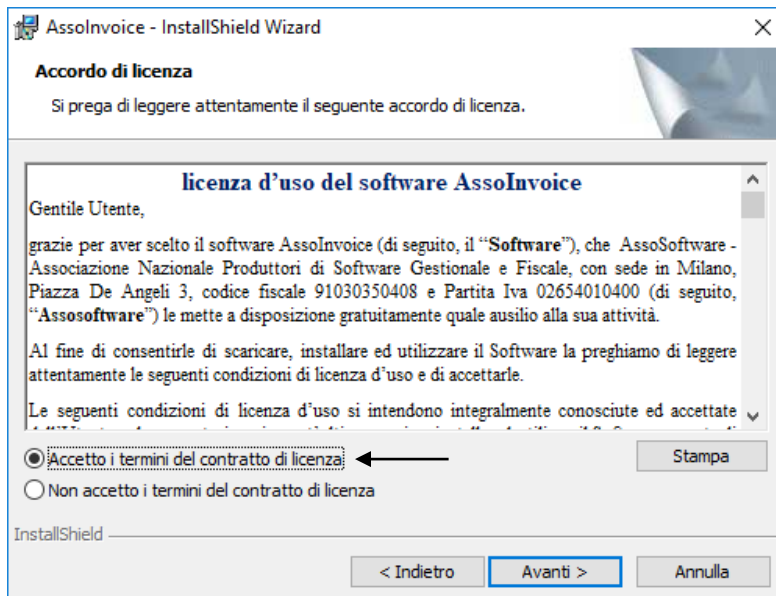 AssoInvoice - InstallShield Wizard
Accordo di licenza
Si prega di leggere attentamente il seguente accordo di licenza.
licenza d’uso del software AssoInvoice
Gentile Utente,
grazie per aver scelto il software AssoInvoice (di seguito, il “Software”), che AssoSoftware -
Associazione Nazionale Produttori di Software Gestionale e Fiscale, con sede in Milano,
Piazza De Angeli 3, codice fiscale 91030350408 e Partita Iva 02654010400 (di seguito,
“Assosoftware”) le mette a disposizione gratuitamente quale ausilio alla sua attività.
Al fine di consentirle di scaricare, installare ed utilizzare il Software la preghiamo di leggere
attentamente le seguenti condizioni di licenza d’uso e di accettarle.
Le seguenti condizioni di licenza d’uso si intendono integralmente conosciute ed accettate
Accetto i termini del contratto di licenza
Stampa
Non accetto i termini del contratto di licenza
InstallShield
< Indietro
Avanti >
Annulla